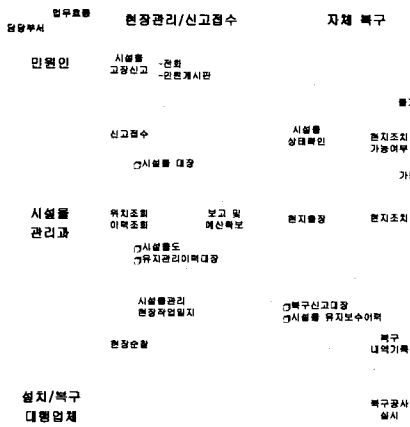 업무흐름
담당부서
현장관리/신고접수
자체 복구
민원인
시설물
고장신고
-전화
-민원게시판
신고접수
시설물
상태확인
현지조치
가능여부
시설물 대장
시설물
관리과
위치조회
이력조회
보고 및
예산확보
현지출장
현지조치
시설물도
유지관리이력대장
시설물관리
현장작업일지
복구신고대장
시설물 유지보수이력
현장순찰
복구
내역기록
설치/복구
대행업체
복구공사
실시